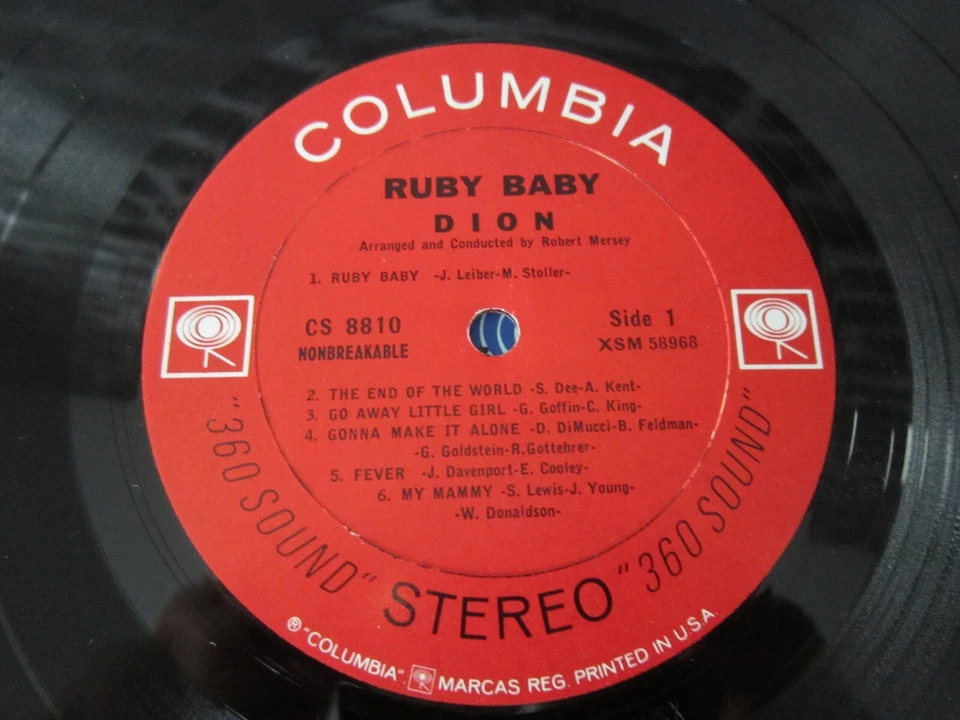 COLUMBIA
RUBY BABY
DION
Arranged and Conducted by Robert Mersey
1. RUBY BABY -J. Leiber-M. Stoller-
CS 8810
NONBREAKABLE
Side 1
XSM 58968
2. THE END OF THE WORLD -S. Dee-A. Kent-
3. GO AWAY LITTLE GIRL -G. Goffin-C. King-
4. GONNA MAKE IT ALONE -D. DiMucci-B. Feldman-
-G. Goldstein-R.Gottehrer-
5. FEVER -J. Davenport-E. Cooley-
6. MY MAMMY -S. Lewis-J. Young-
-W. Donaldson-
"360 SOUND" STEREO "360 SOUND"
® "COLUMBIA" MARCAS REG. PRINTED IN U.S.A.